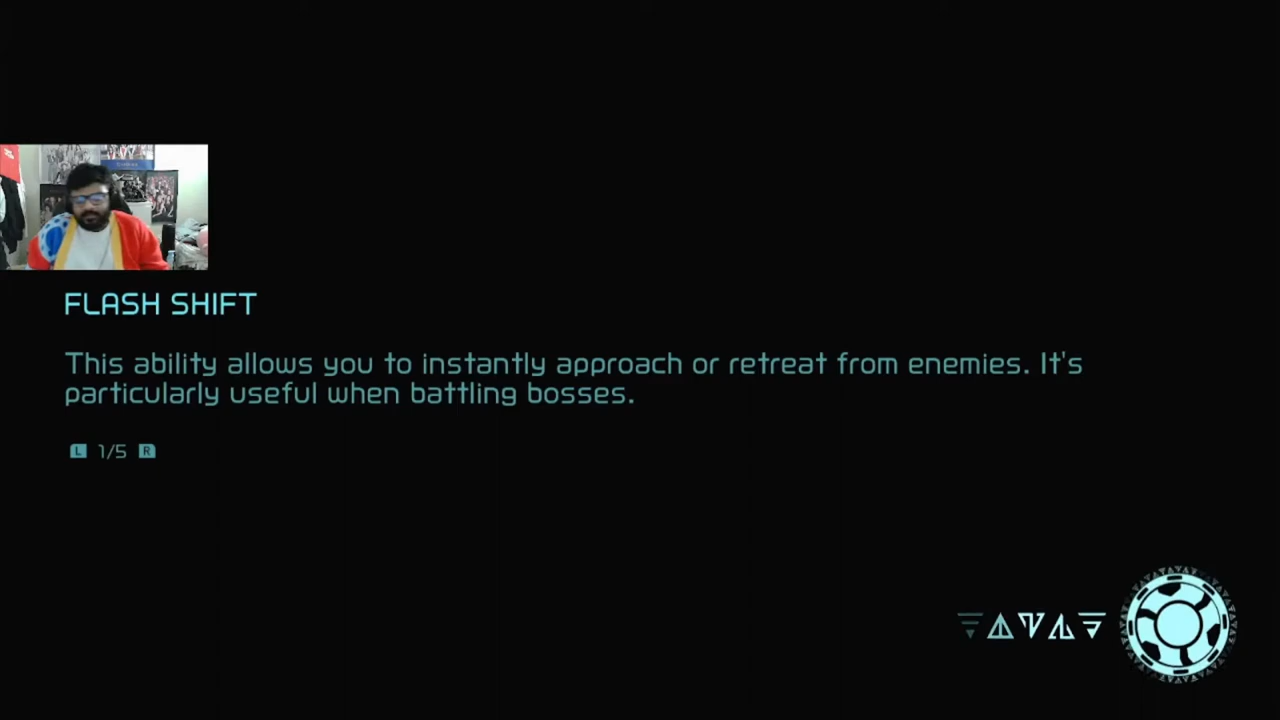 FLASH SHIFT
This ability allows you to instantly approach or retreat from enemies. It's
particularly useful when battling bosses.
L 1/5 R